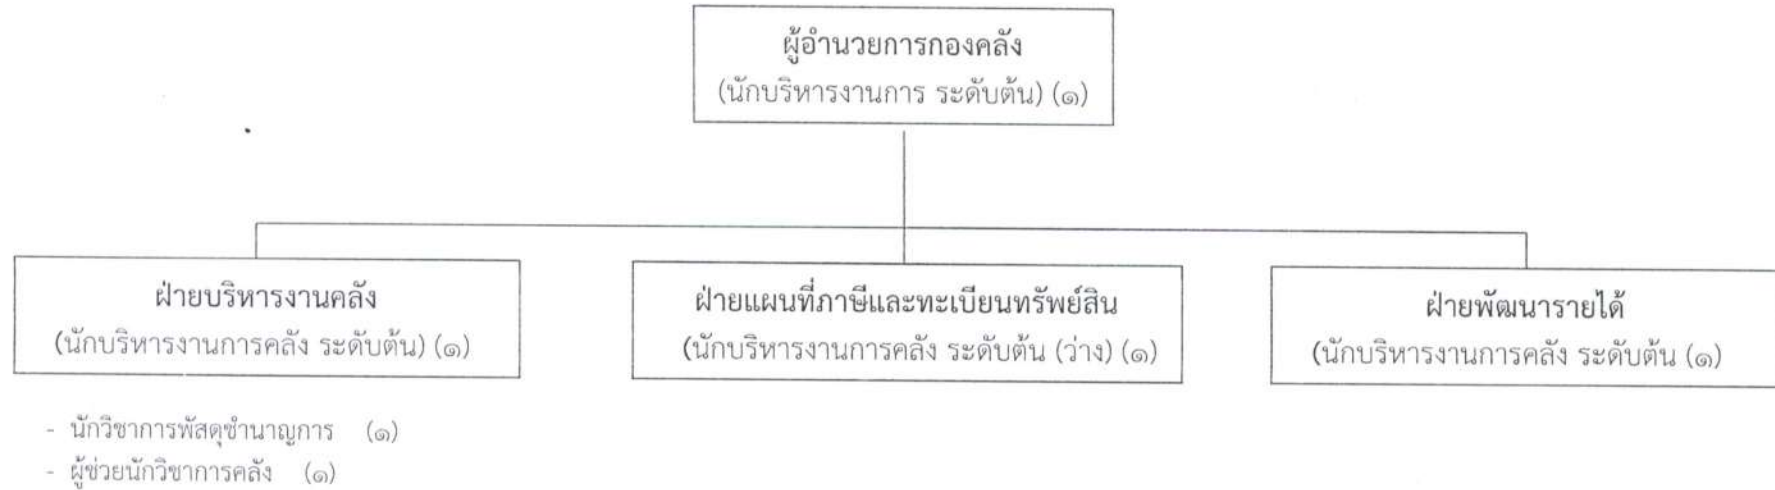 ผู้อำนวยการกองคลัง
(นักบริหารงานการ ระดับต้น) (๑)
ฝ่ายบริหารงานคลัง
(นักบริหารงานการคลัง ระดับต้น) (๑)
ฝ่ายแผนที่ภาษีและทะเบียนทรัพย์สิน
(นักบริหารงานการคลัง ระดับต้น (ว่าง) (๑)
ฝ่ายพัฒนารายได้
(นักบริหารงานการคลัง ระดับต้น (๑)
- นักวิชาการพัสดุชำนาญการ (๑)
- ผู้ช่วยนักวิชาการคลัง (๑)